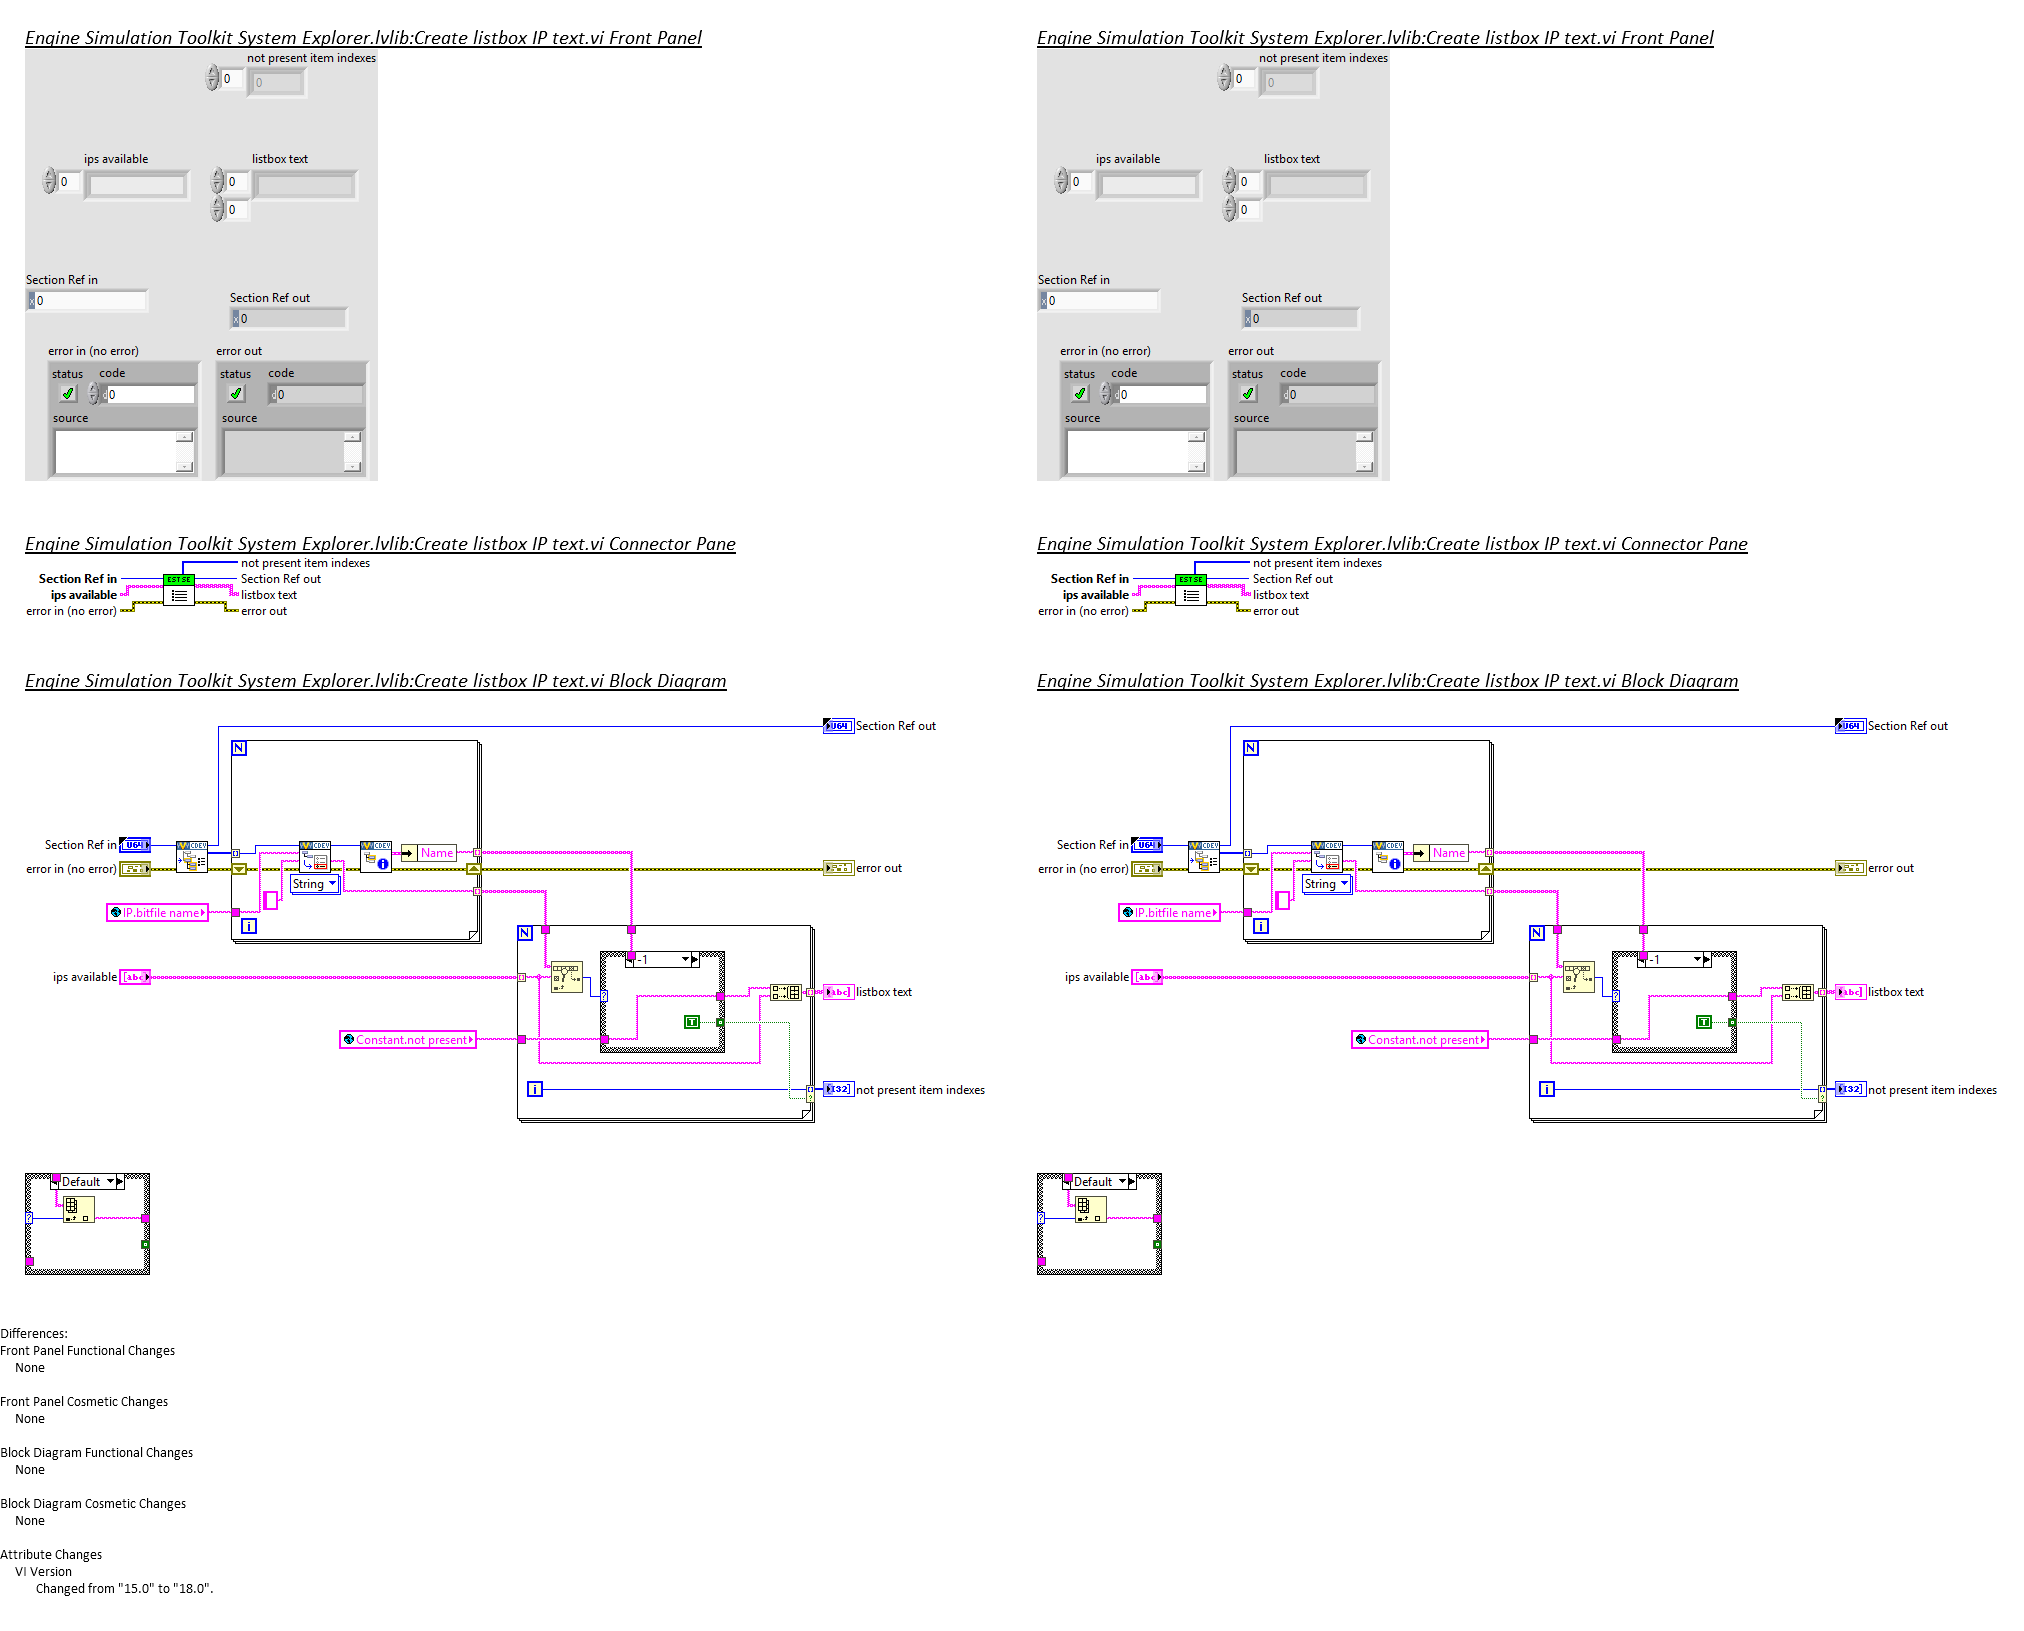 Engine Simulation Toolkit System Explorer.lvlib:Create listbox IP text.vi Front Panel
not present item indexes
0
0
ips available
listbox text
0
0
0
Section Ref in
x 0
Section Ref out
x 0
error in (no error)
error out
status code
status code
d 0
d 0
source
source
Engine Simulation Toolkit System Explorer.lvlib:Create listbox IP text.vi Connector Pane
not present item indexes
Section Ref in
ESTSE
Section Ref out
ips available
listbox text
error in (no error)
error out
Engine Simulation Toolkit System Explorer.lvlib:Create listbox IP text.vi Block Diagram
U64 Section Ref out
N
Section Ref in U64
CDEV
CDEV
Name
error in (no error)
error out
String
IP.bitfile name
i
N
-1
ips available abc
abc listbox text
T
Constant.not present
i
I32 not present item indexes
Default
Engine Simulation Toolkit System Explorer.lvlib:Create listbox IP text.vi Front Panel
not present item indexes
0
0
ips available
listbox text
0
0
0
Section Ref in
x 0
Section Ref out
x 0
error in (no error)
error out
status code
status code
d 0
d 0
source
source
Engine Simulation Toolkit System Explorer.lvlib:Create listbox IP text.vi Connector Pane
not present item indexes
Section Ref in
ESTSE
Section Ref out
ips available
listbox text
error in (no error)
error out
Engine Simulation Toolkit System Explorer.lvlib:Create listbox IP text.vi Block Diagram
U64 Section Ref out
N
Section Ref in U64
CDEV
CDEV
Name
error in (no error)
error out
String
IP.bitfile name
i
N
-1
ips available abc
abc listbox text
T
Constant.not present
i
I32 not present item indexes
Default
Differences:
Front Panel Functional Changes
None
Front Panel Cosmetic Changes
None
Block Diagram Functional Changes
None
Block Diagram Cosmetic Changes
None
Attribute Changes
VI Version
Changed from "15.0" to "18.0".